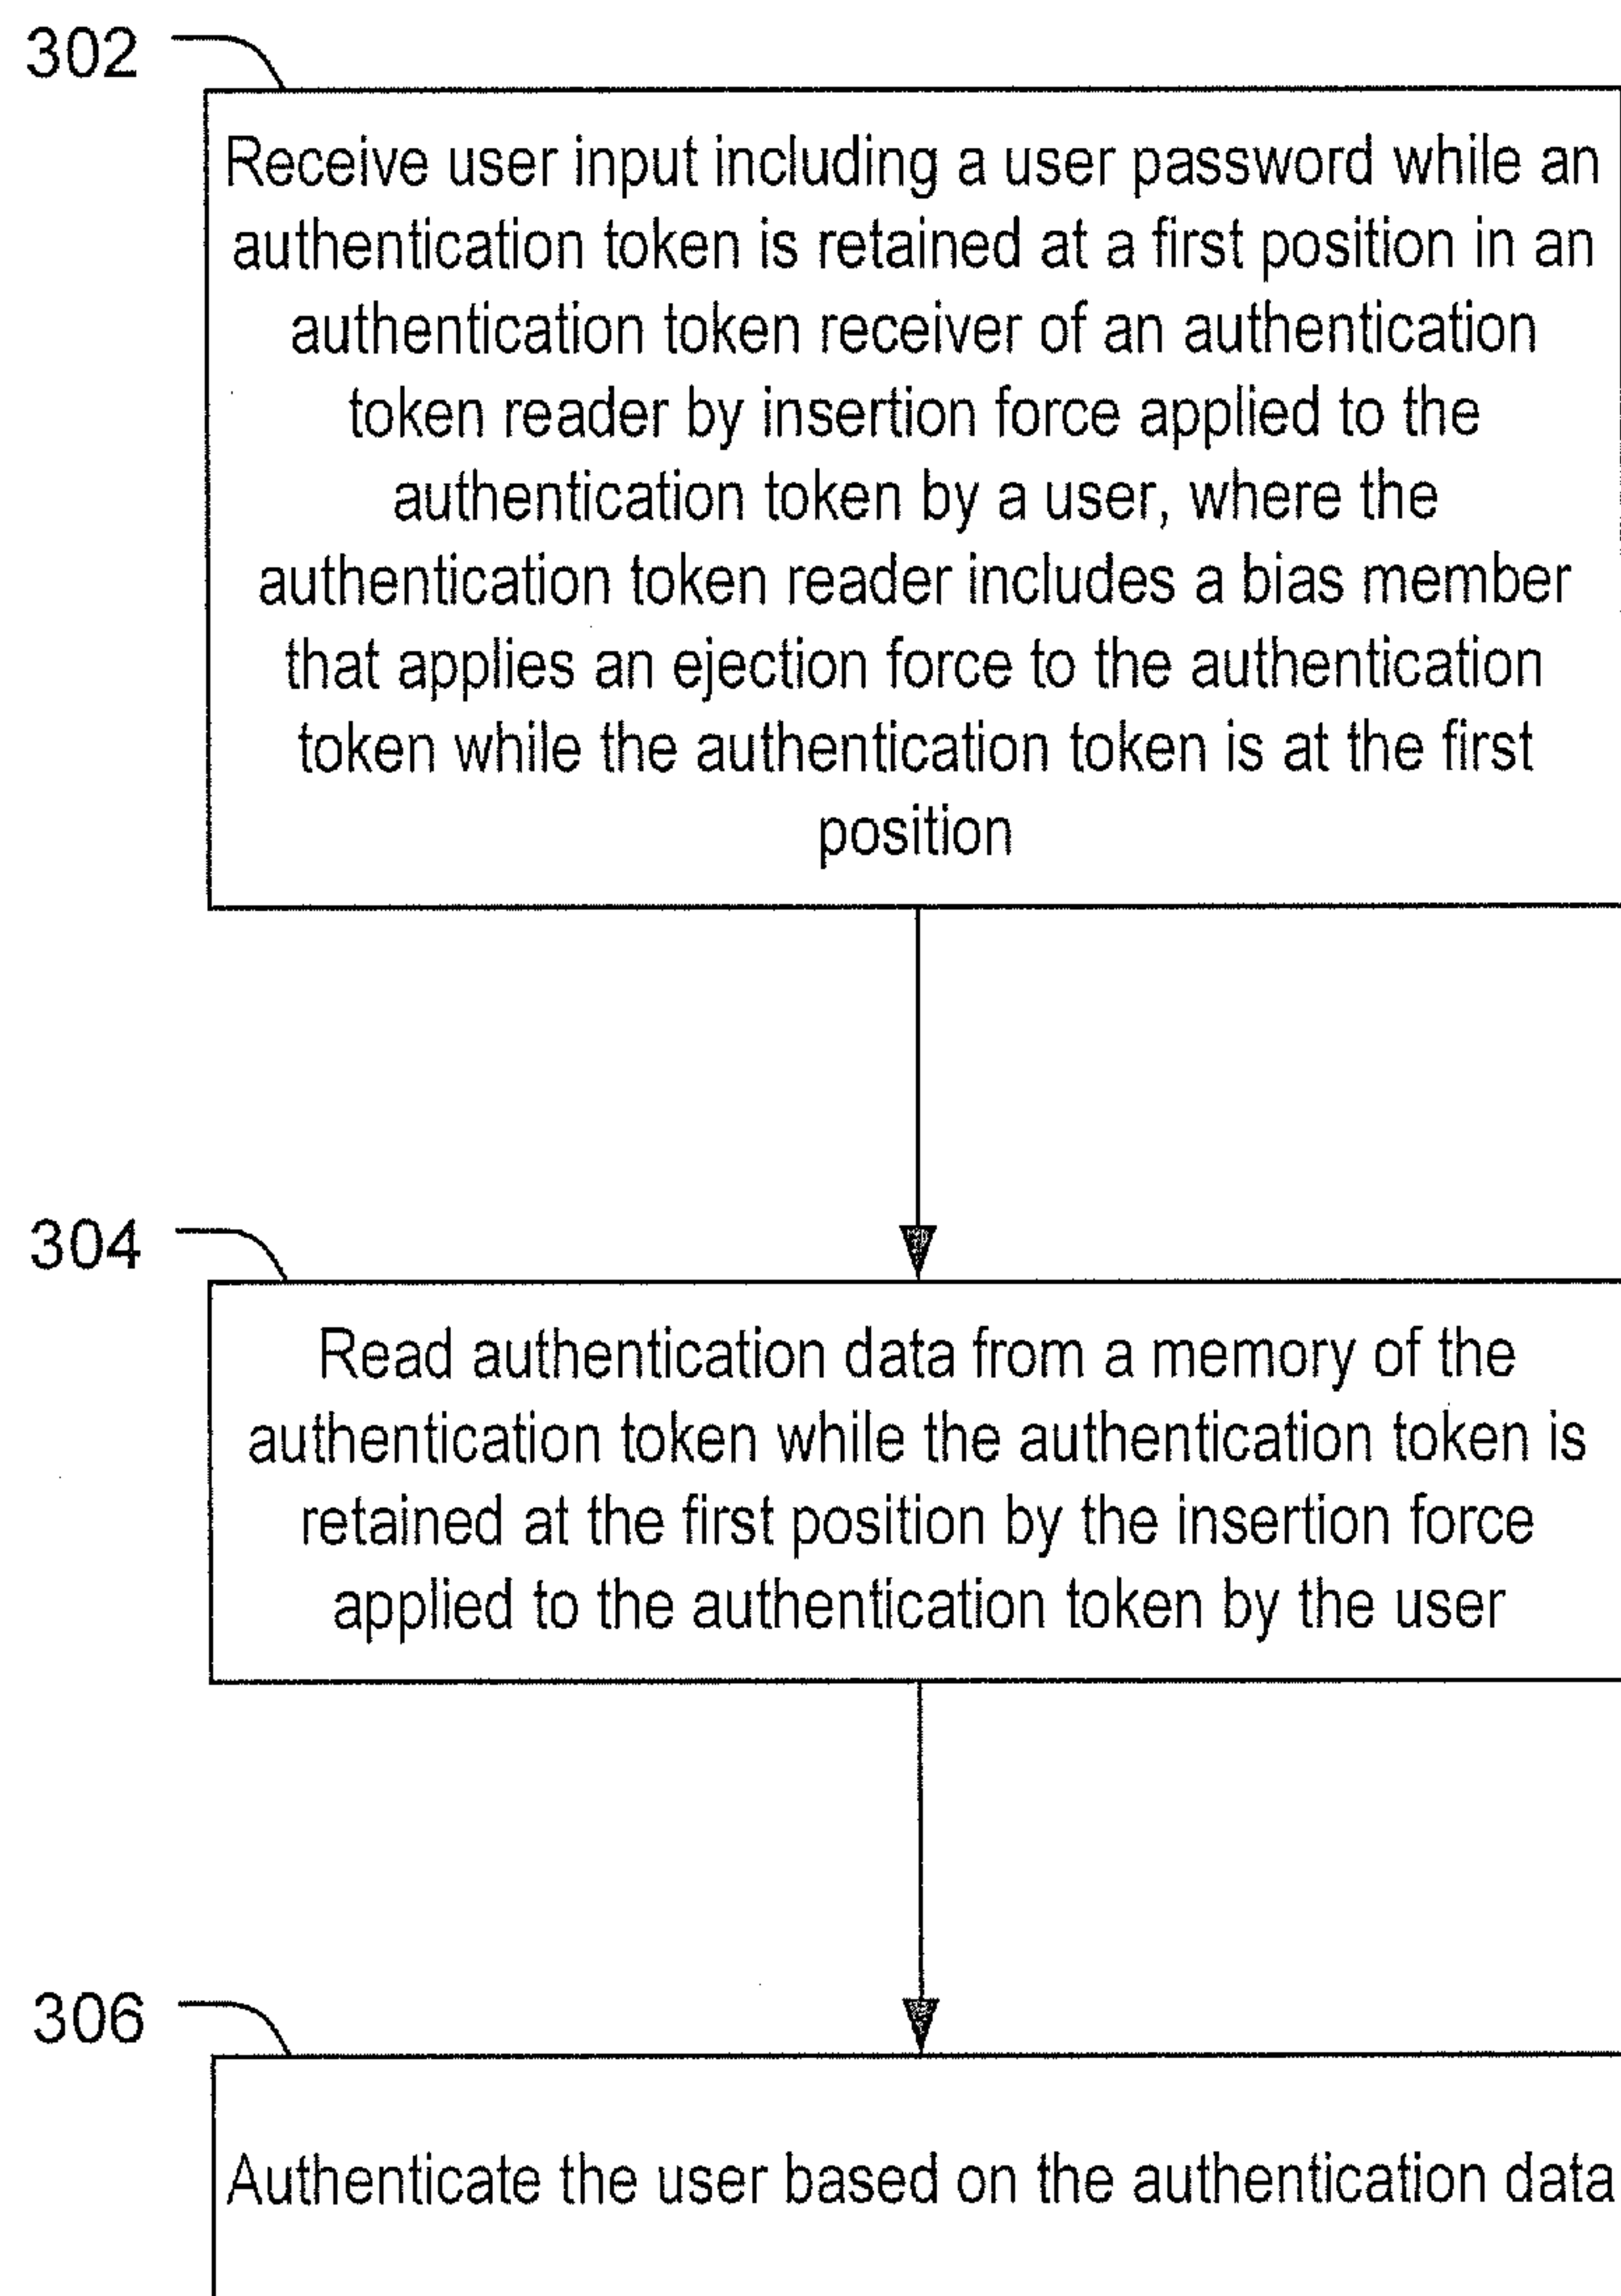 302
Receive user input including a user password while an
authentication token is retained at a first position in an
authentication token receiver of an authentication
token reader by insertion force applied to the
authentication token by a user, where the
authentication token reader includes a bias member
that applies an ejection force to the authentication
token while the authentication token is at the first
position
304
Read authentication data from a memory of the
authentication token while the authentication token is
retained at the first position by the insertion force
applied to the authentication token by the user
306
Authenticate the user based on the authentication data